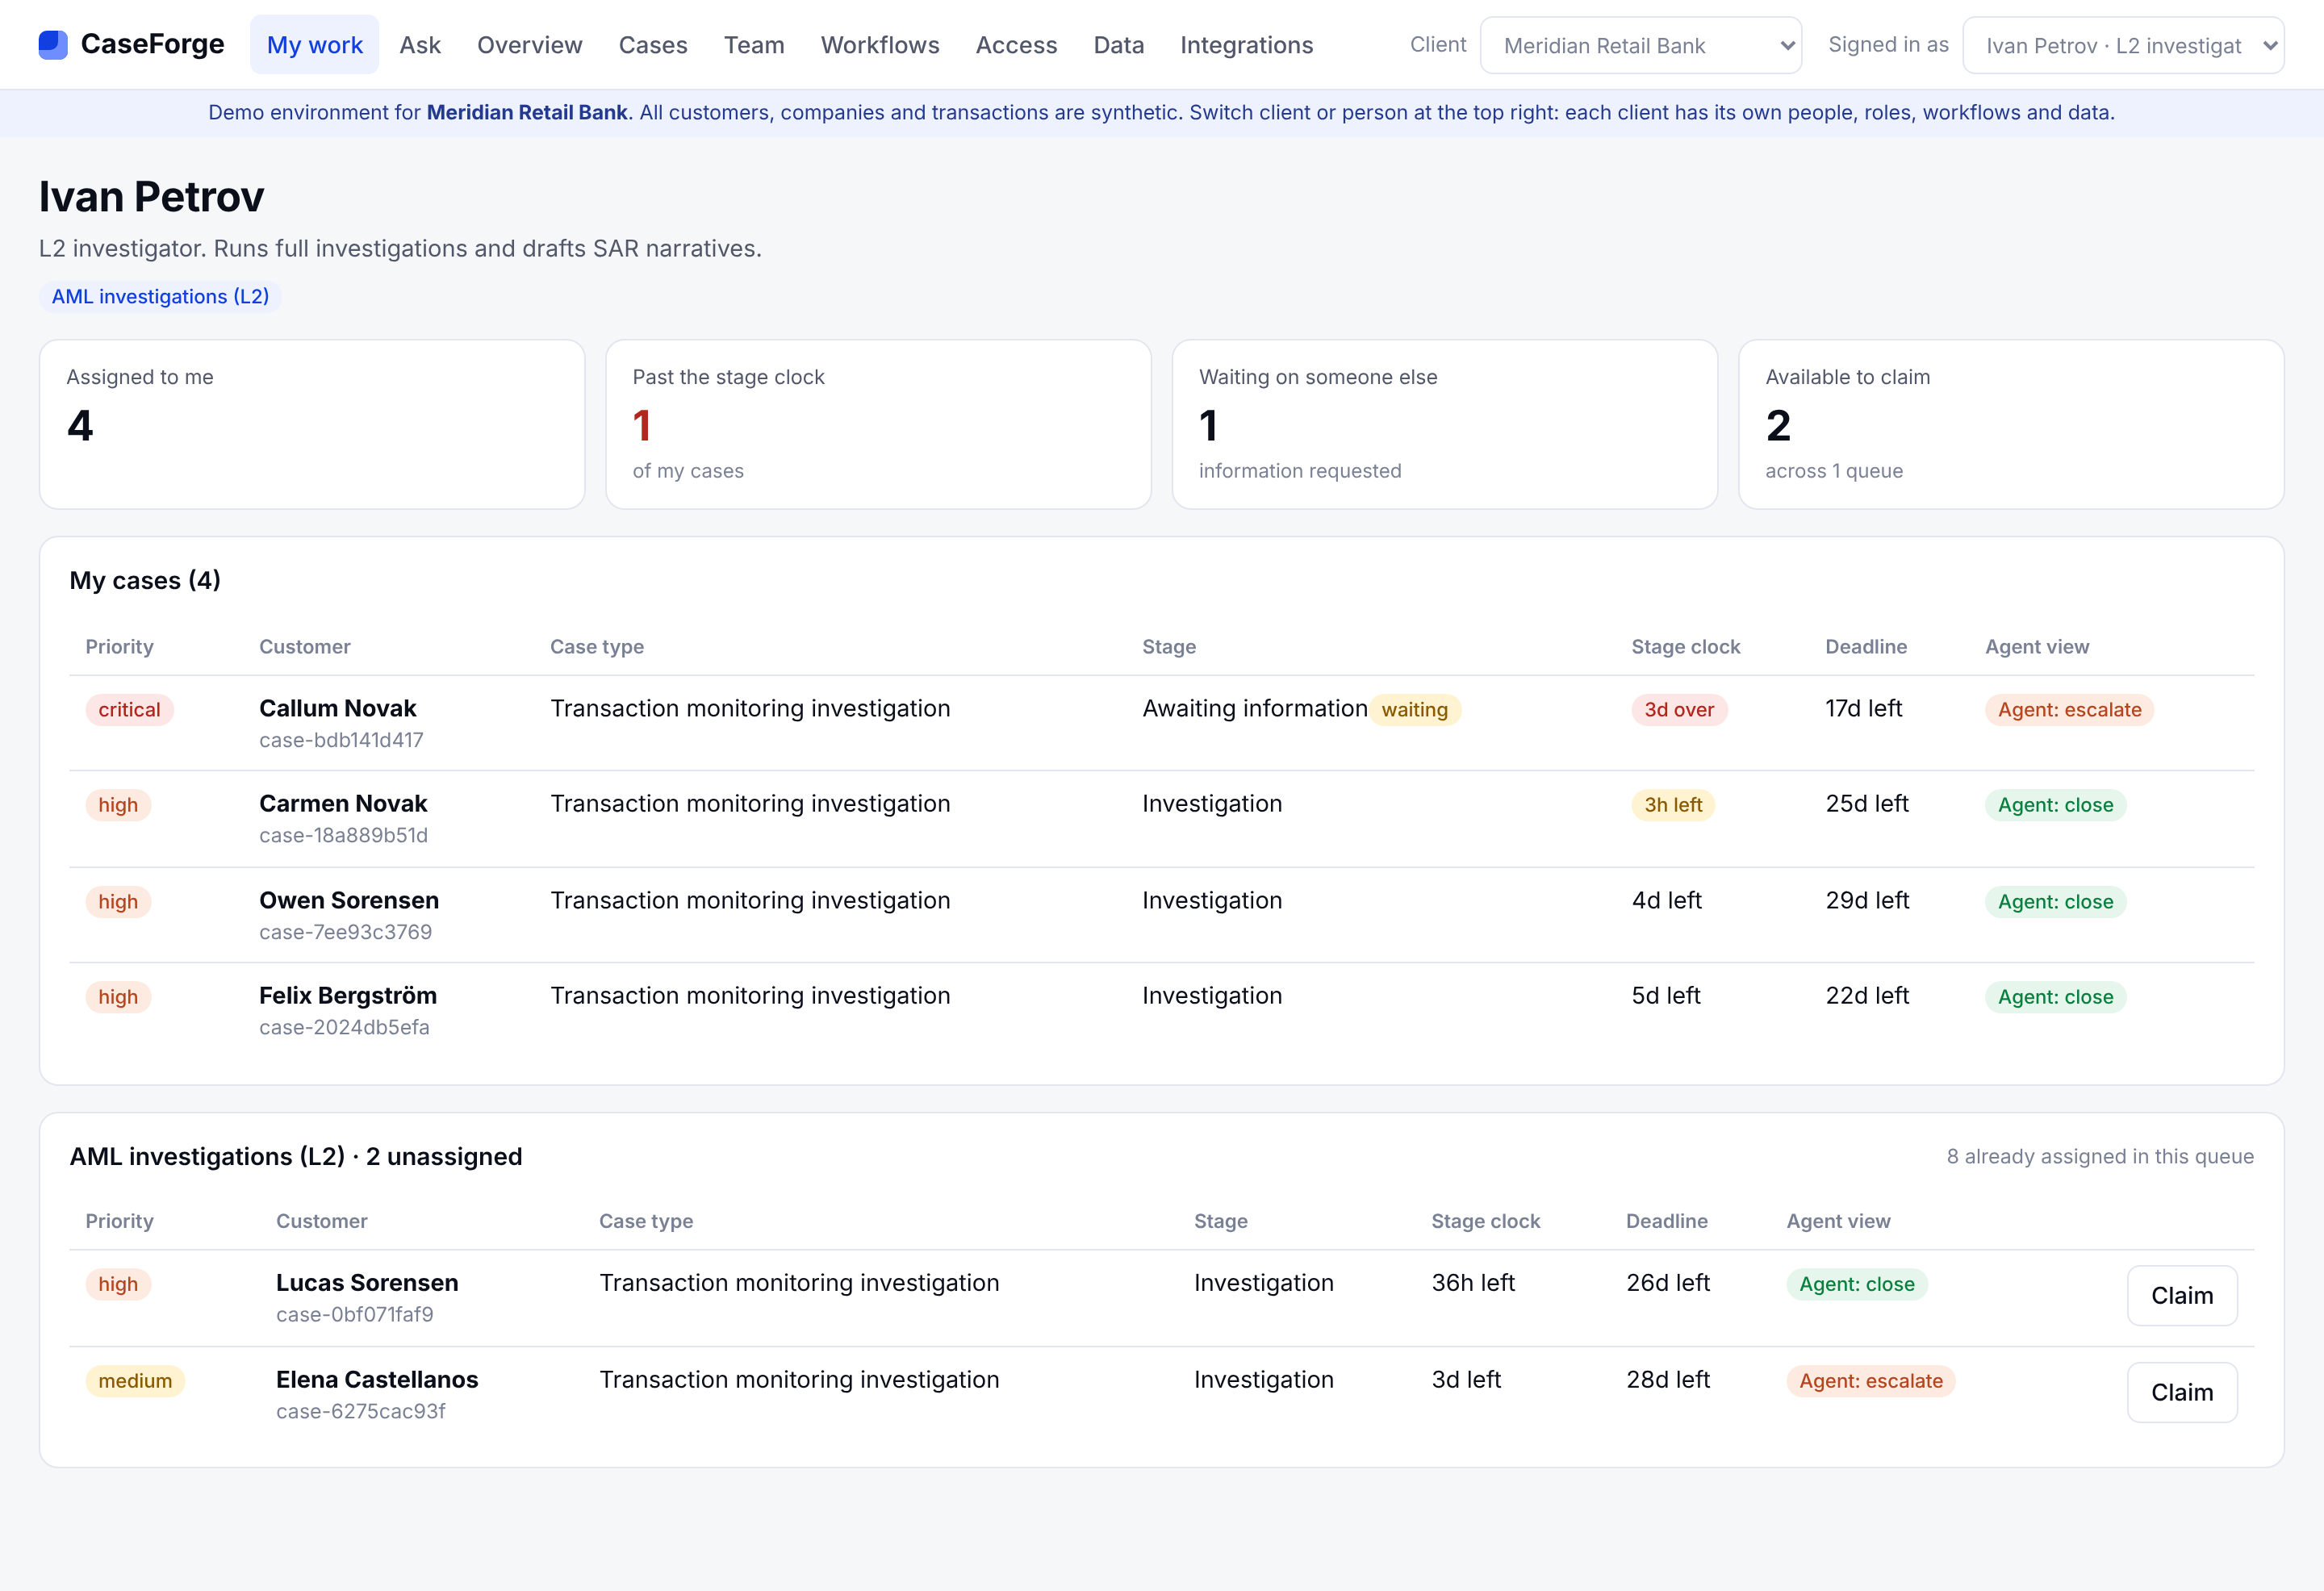 CaseForge My work Ask Overview Cases Team Workflows Access Data Integrations Client Meridian Retail Bank Signed in as Ivan Petrov · L2 investigat
Demo environment for Meridian Retail Bank. All customers, companies and transactions are synthetic. Switch client or person at the top right: each client has its own people, roles, workflows and data.
Ivan Petrov
L2 investigator. Runs full investigations and drafts SAR narratives.
AML investigations (L2)
Assigned to me
4
Past the stage clock
1
of my cases
Waiting on someone else
1
information requested
Available to claim
2
across 1 queue
My cases (4)
Priority Customer Case type Stage Stage clock Deadline Agent view
critical Callum Novak Transaction monitoring investigation Awaiting information waiting 3d over 17d left Agent: escalate
case-bdb141d417
high Carmen Novak Transaction monitoring investigation Investigation 3h left 25d left Agent: close
case-18a889b51d
high Owen Sorensen Transaction monitoring investigation Investigation 4d left 29d left Agent: close
case-7ee93c3769
high Felix Bergström Transaction monitoring investigation Investigation 5d left 22d left Agent: close
case-2024db5efa
AML investigations (L2) · 2 unassigned 8 already assigned in this queue
Priority Customer Case type Stage Stage clock Deadline Agent view
high Lucas Sorensen Transaction monitoring investigation Investigation 36h left 26d left Agent: close Claim
case-0bf071faf9
medium Elena Castellanos Transaction monitoring investigation Investigation 3d left 28d left Agent: escalate Claim
case-6275cac93f